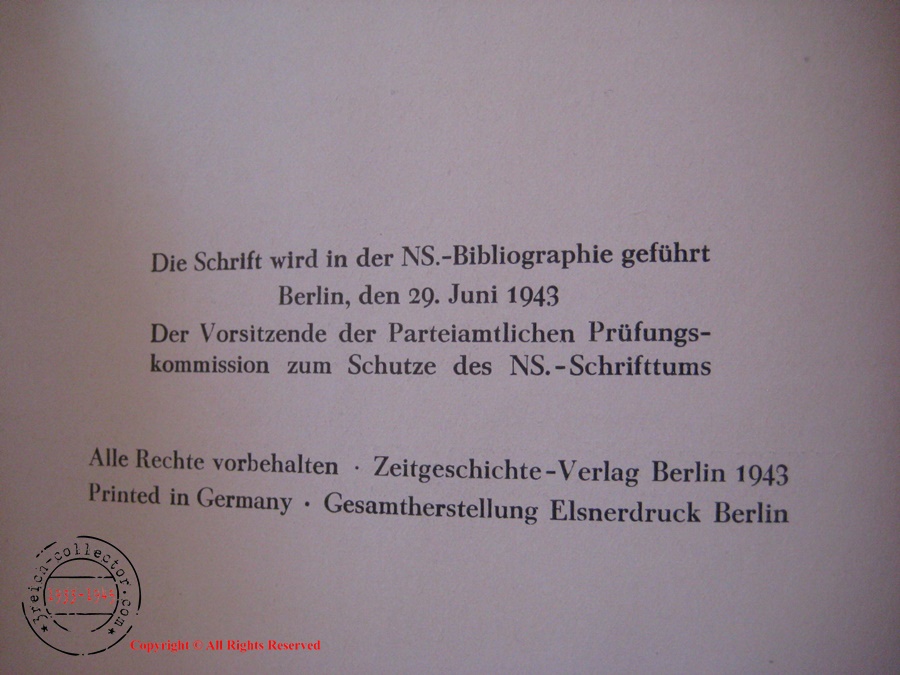 Die Schrift wird in der NS.-Bibliographie geführt
Berlin, den 29. Juni 1943
Der Vorsitzende der Parteiamtlichen Prüfungs-
kommission zum Schutze des NS.-Schrifttums
Alle Rechte vorbehalten · Zeitgeschichte-Verlag Berlin 1943
Printed in Germany · Gesamtherstellung Elsnerdruck Berlin
★ 3reich-collector.com ★
1933-1945
Copyright © All Rights Reserved